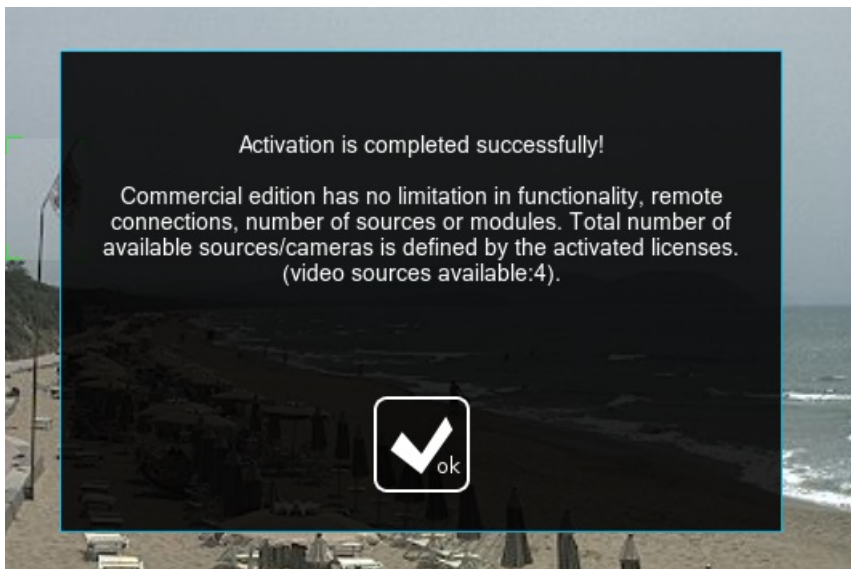 Activation is completed successfully!
Commercial edition has no limitation in functionality, remote
connections, number of sources or modules. Total number of
available sources/cameras is defined by the activated licenses.
(video sources available:4).
ok